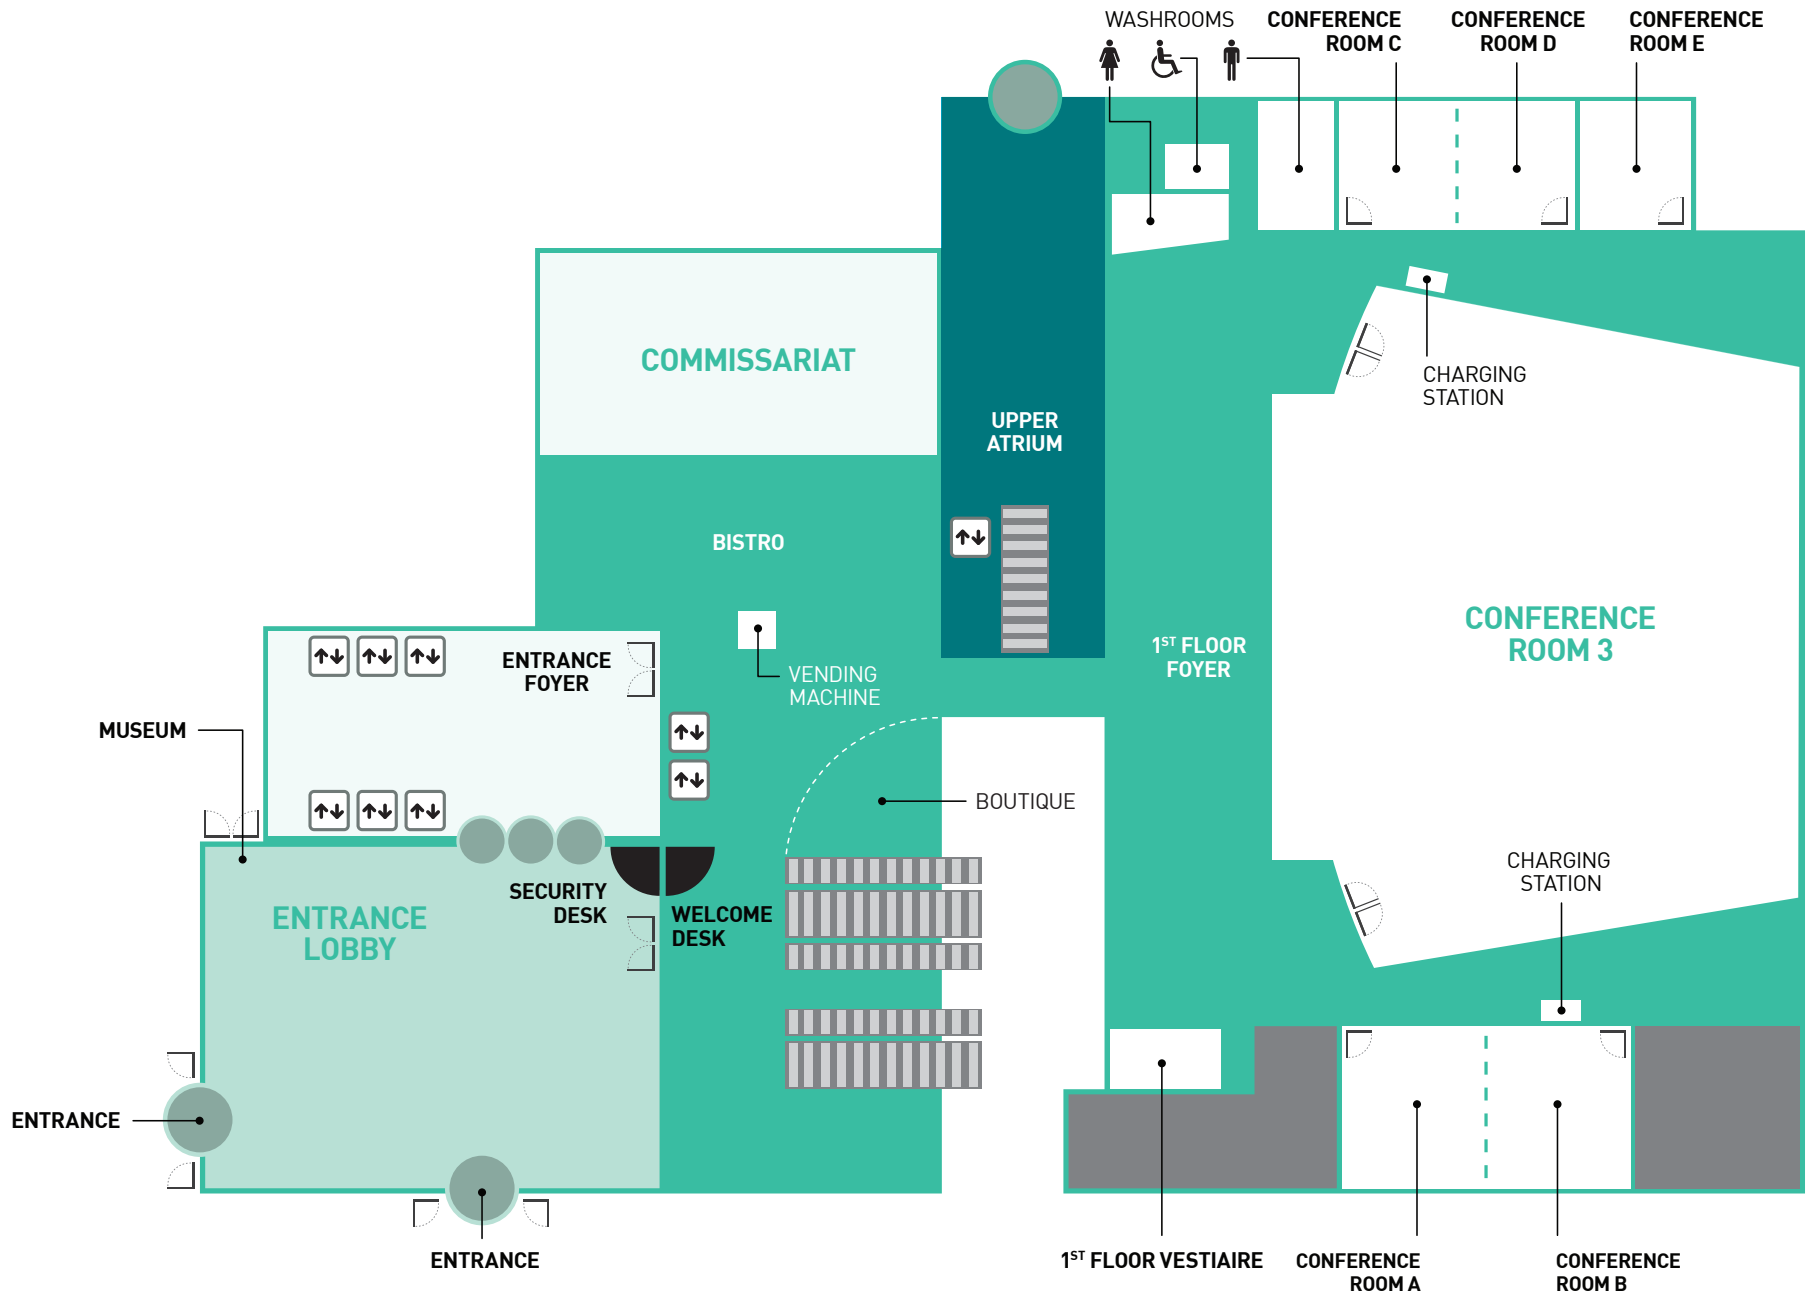 WASHROOMS
CONFERENCE
ROOM C
CONFERENCE
ROOM D
CONFERENCE
ROOM E
COMMISSARIAT
CHARGING
STATION
UPPER
ATRIUM
BISTRO
CONFERENCE
ROOM 3
1ST FLOOR
FOYER
ENTRANCE
FOYER
VENDING
MACHINE
MUSEUM
BOUTIQUE
CHARGING
STATION
SECURITY
DESK
WELCOME
DESK
ENTRANCE
LOBBY
ENTRANCE
ENTRANCE
1ST FLOOR VESTIAIRE
CONFERENCE
ROOM A
CONFERENCE
ROOM B